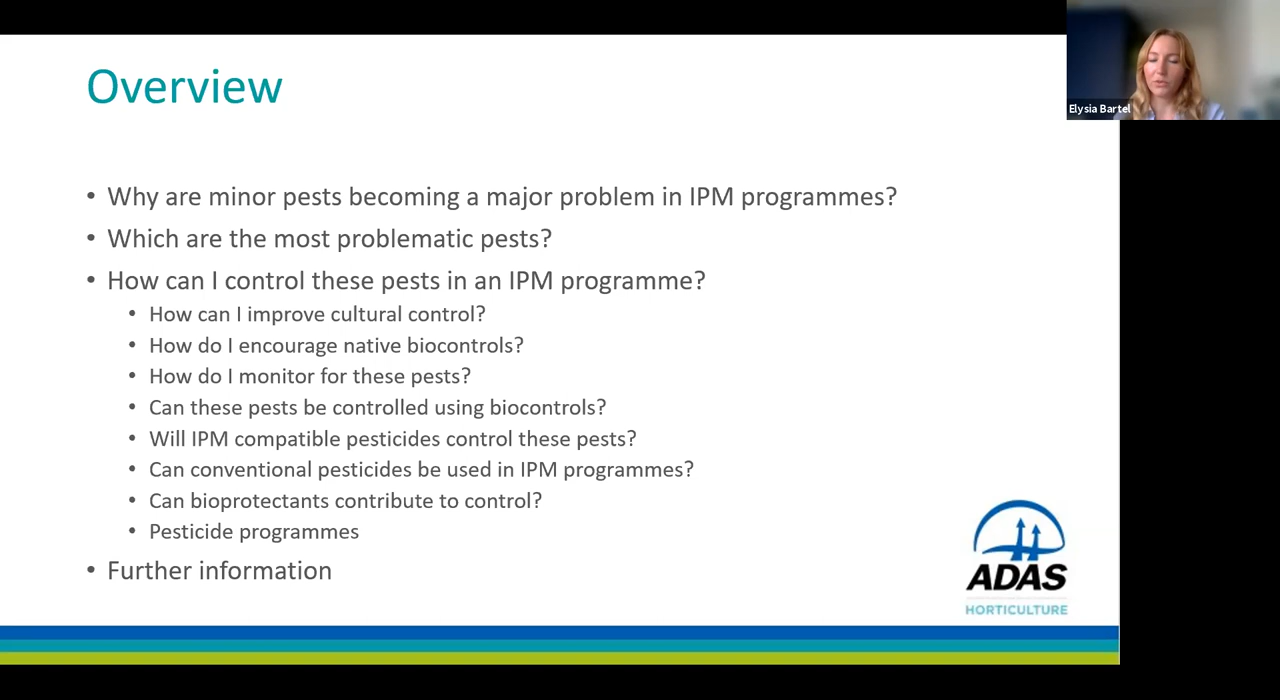 Overview
Elysia Bartel
• Why are minor pests becoming a major problem in IPM programmes?
• Which are the most problematic pests?
• How can I control these pests in an IPM programme?
• How can I improve cultural control?
• How do I encourage native biocontrols?
• How do I monitor for these pests?
• Can these pests be controlled using biocontrols?
• Will IPM compatible pesticides control these pests?
• Can conventional pesticides be used in IPM programmes?
• Can bioprotectants contribute to control?
• Pesticide programmes
• Further information
ADAS
HORTICULTURE